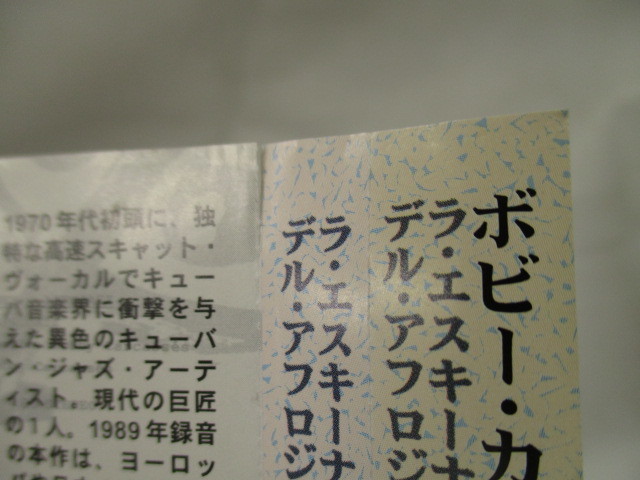 ボビー・カ
ラ・エスキーナ
デル・アフロジ
ラ・エスキーナ
デル・アフロジ
1970年代初頭に、独
特な高速スキャット・
ヴォーカルでキュー
バ音楽界に衝撃を与
えた異色のキューバ
ン・ジャズ・アーテ
ィスト。現代の巨匠
の1人。1989年録音
の本作は、ヨーロッ